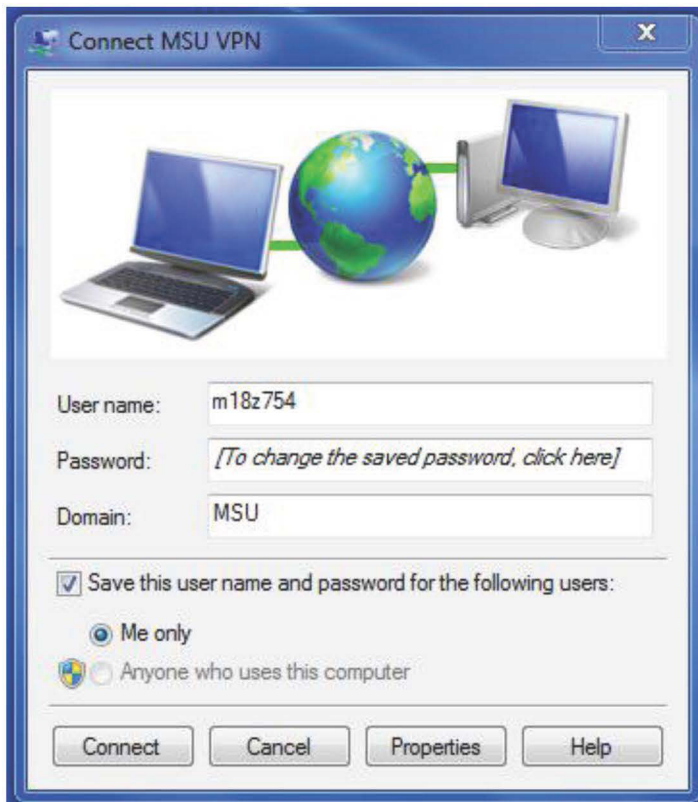 Connect MSU VPN
X
User name:
m18z754
Password:
[To change the saved password, click here]
Domain:
MSU
Save this user name and password for the following users:
Me only
Anyone who uses this computer
Connect Cancel Properties Help